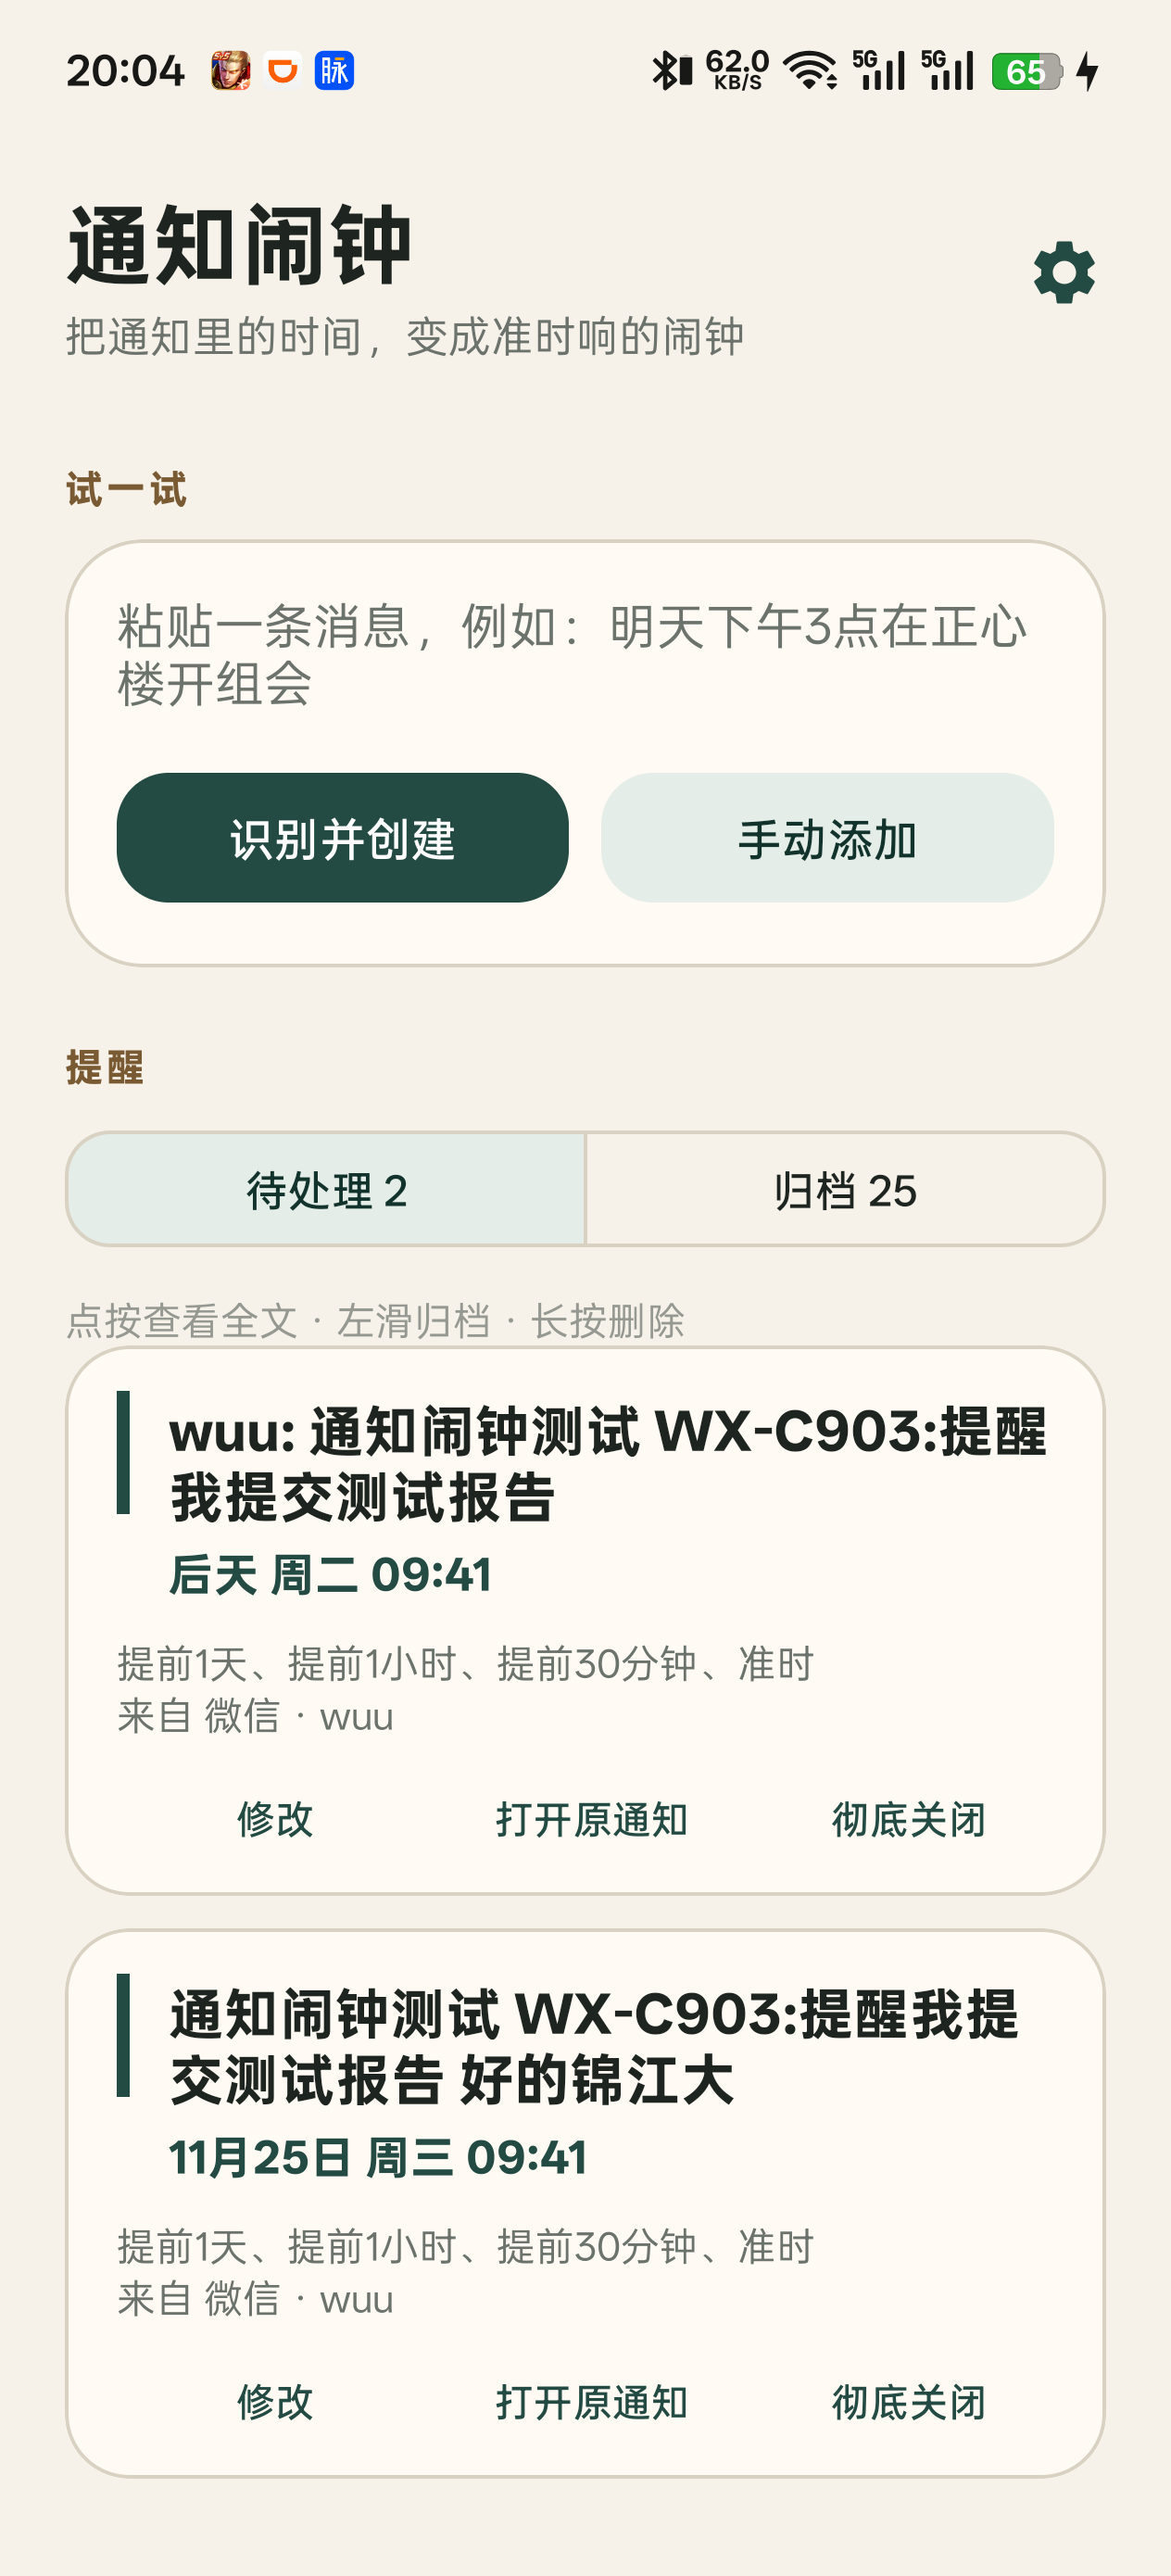 20:04 脉 62.0 KB/S 5G 5G 65
通知闹钟
把通知里的时间，变成准时响的闹钟
试一试
粘贴一条消息，例如：明天下午3点在正心
楼开组会
识别并创建 手动添加
提醒
待处理 2 归档 25
点按查看全文 · 左滑归档 · 长按删除
wuu: 通知闹钟测试 WX-C903:提醒
我提交测试报告
后天 周二 09:41
提前1天、提前1小时、提前30分钟、准时
来自 微信 · wuu
修改 打开原通知 彻底关闭
通知闹钟测试 WX-C903:提醒我提
交测试报告 好的锦江大
11月25日 周三 09:41
提前1天、提前1小时、提前30分钟、准时
来自 微信 · wuu
修改 打开原通知 彻底关闭